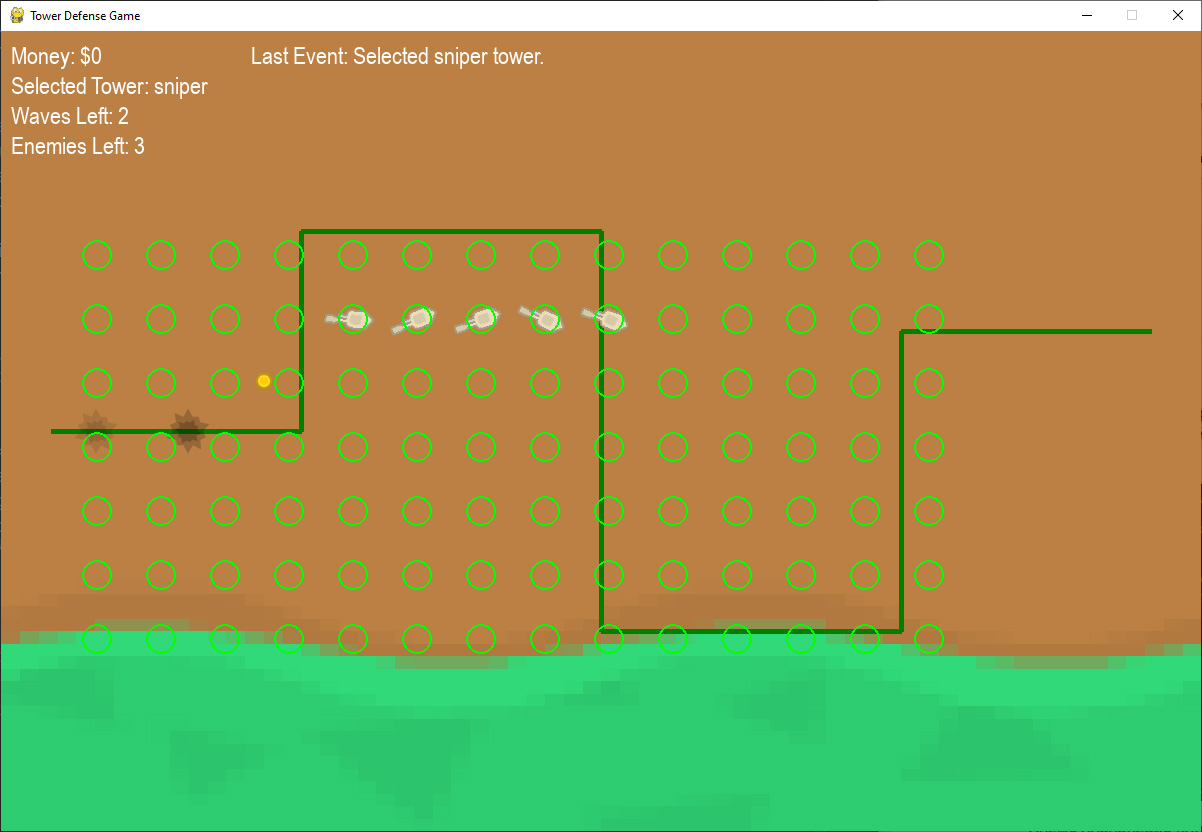 Tower Defense Game
Money: $0
Last Event: Selected sniper tower.
Selected Tower: sniper
Waves Left: 2
Enemies Left: 3